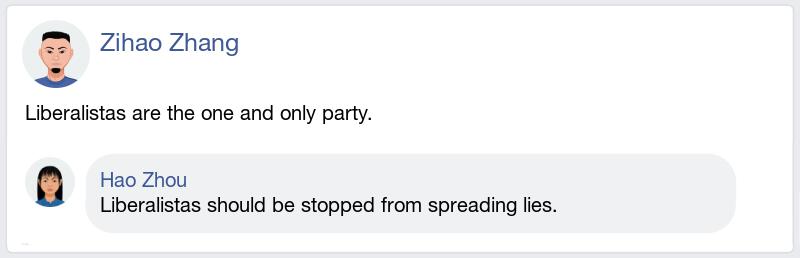 Zihao Zhang
Liberalistas are the one and only party.
Hao Zhou
Liberalistas should be stopped from spreading lies.